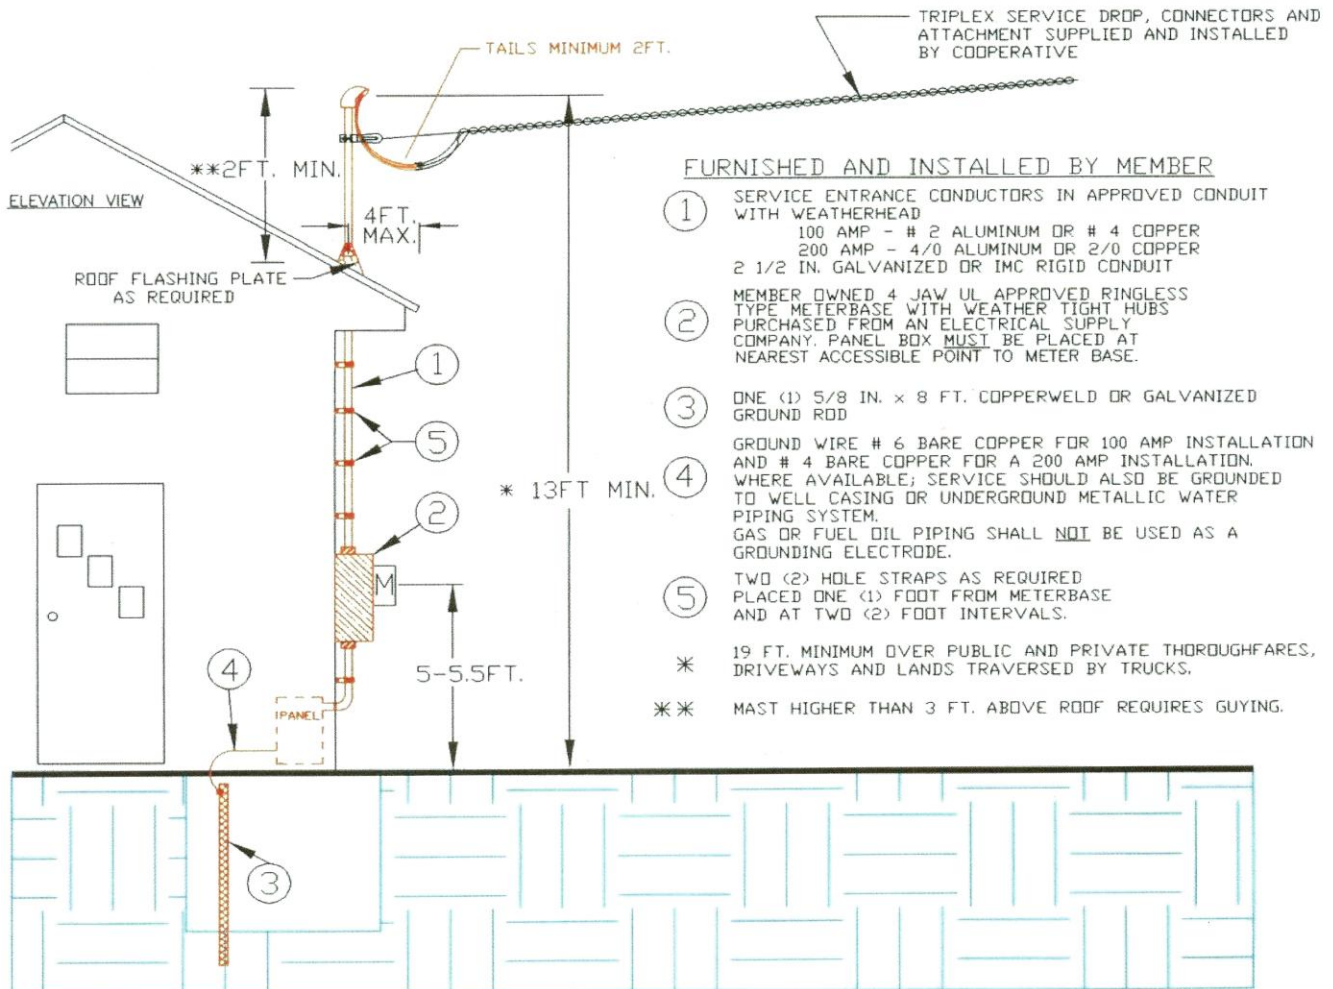 TRIPLEX SERVICE DROP, CONNECTORS AND
ATTACHMENT SUPPLIED AND INSTALLED
BY COOPERATIVE
TAILS MINIMUM 2FT.
**2FT. MIN.
ELEVATION VIEW
4FT.
MAX.
ROOF FLASHING PLATE
AS REQUIRED
1
5
* 13FT MIN.
2
M
5-5.5FT.
4
PANEL
3
FURNISHED AND INSTALLED BY MEMBER
1 SERVICE ENTRANCE CONDUCTORS IN APPROVED CONDUIT
WITH WEATHERHEAD
100 AMP - # 2 ALUMINUM OR # 4 COPPER
200 AMP - 4/0 ALUMINUM OR 2/0 COPPER
2 1/2 IN. GALVANIZED OR IMC RIGID CONDUIT
2 MEMBER OWNED 4 JAW UL APPROVED RINGLESS
TYPE METERBASE WITH WEATHER TIGHT HUBS
PURCHASED FROM AN ELECTRICAL SUPPLY
COMPANY. PANEL BOX MUST BE PLACED AT
NEAREST ACCESSIBLE POINT TO METER BASE.
3 ONE (1) 5/8 IN. x 8 FT. COPPERWELD OR GALVANIZED
GROUND ROD
4 GROUND WIRE # 6 BARE COPPER FOR 100 AMP INSTALLATION
AND # 4 BARE COPPER FOR A 200 AMP INSTALLATION.
WHERE AVAILABLE; SERVICE SHOULD ALSO BE GROUNDED
TO WELL CASING OR UNDERGROUND METALLIC WATER
PIPING SYSTEM.
GAS OR FUEL OIL PIPING SHALL NOT BE USED AS A
GROUNDING ELECTRODE.
5 TWO (2) HOLE STRAPS AS REQUIRED
PLACED ONE (1) FOOT FROM METERBASE
AND AT TWO (2) FOOT INTERVALS.
* 19 FT. MINIMUM OVER PUBLIC AND PRIVATE THOROUGHFARES,
DRIVEWAYS AND LANDS TRAVERSED BY TRUCKS.
** MAST HIGHER THAN 3 FT. ABOVE ROOF REQUIRES GUYING.